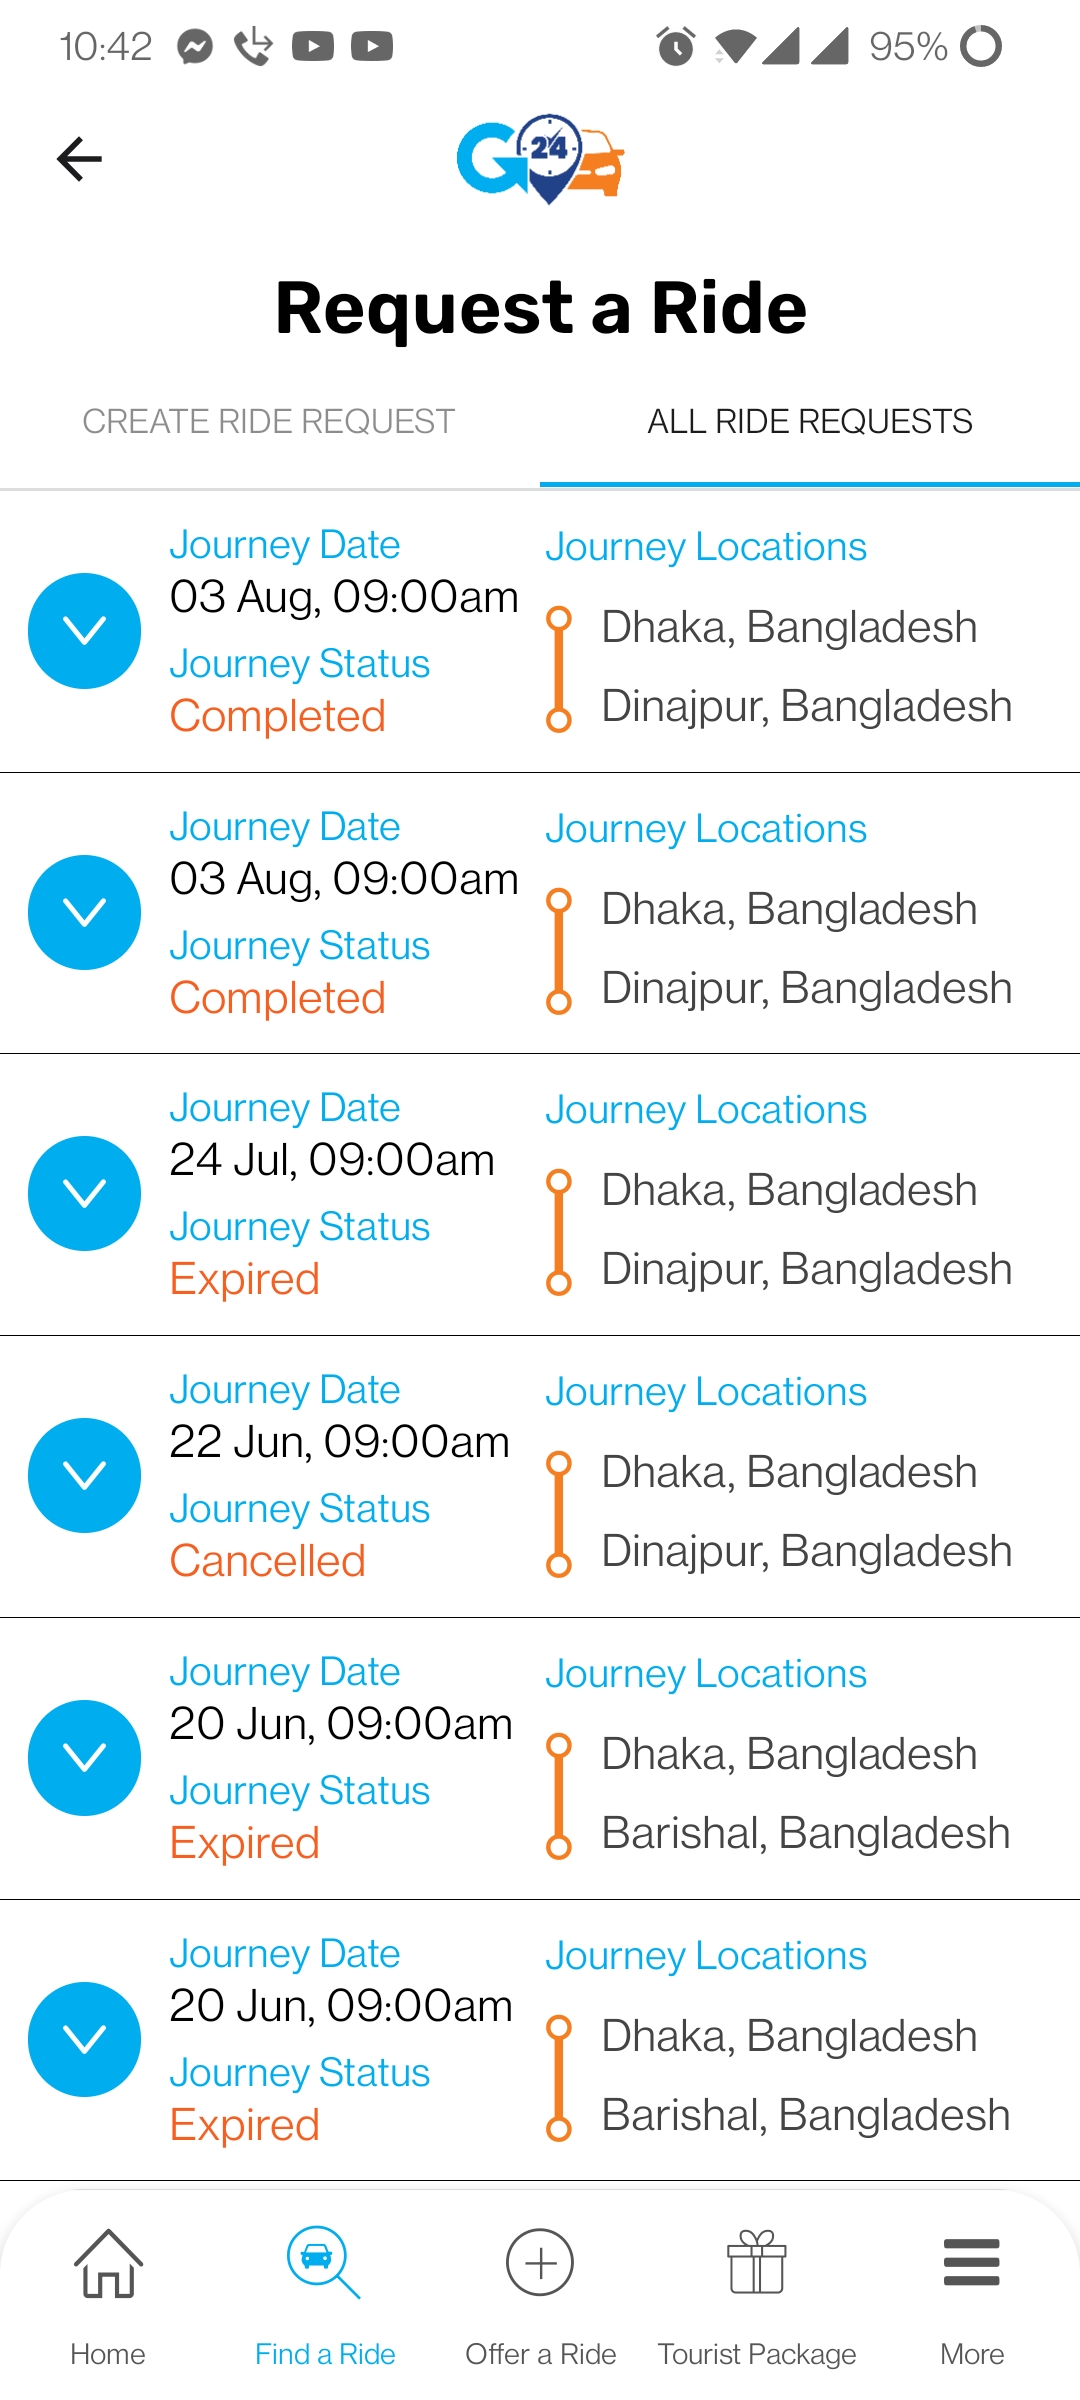 10:42
95%
G 24
Request a Ride
CREATE RIDE REQUEST
ALL RIDE REQUESTS
Journey Date
03 Aug, 09:00am
Journey Status
Completed
Journey Locations
Dhaka, Bangladesh
Dinajpur, Bangladesh
Journey Date
03 Aug, 09:00am
Journey Status
Completed
Journey Locations
Dhaka, Bangladesh
Dinajpur, Bangladesh
Journey Date
24 Jul, 09:00am
Journey Status
Expired
Journey Locations
Dhaka, Bangladesh
Dinajpur, Bangladesh
Journey Date
22 Jun, 09:00am
Journey Status
Cancelled
Journey Locations
Dhaka, Bangladesh
Dinajpur, Bangladesh
Journey Date
20 Jun, 09:00am
Journey Status
Expired
Journey Locations
Dhaka, Bangladesh
Barishal, Bangladesh
Journey Date
20 Jun, 09:00am
Journey Status
Expired
Journey Locations
Dhaka, Bangladesh
Barishal, Bangladesh
Home
Find a Ride
Offer a Ride
Tourist Package
More